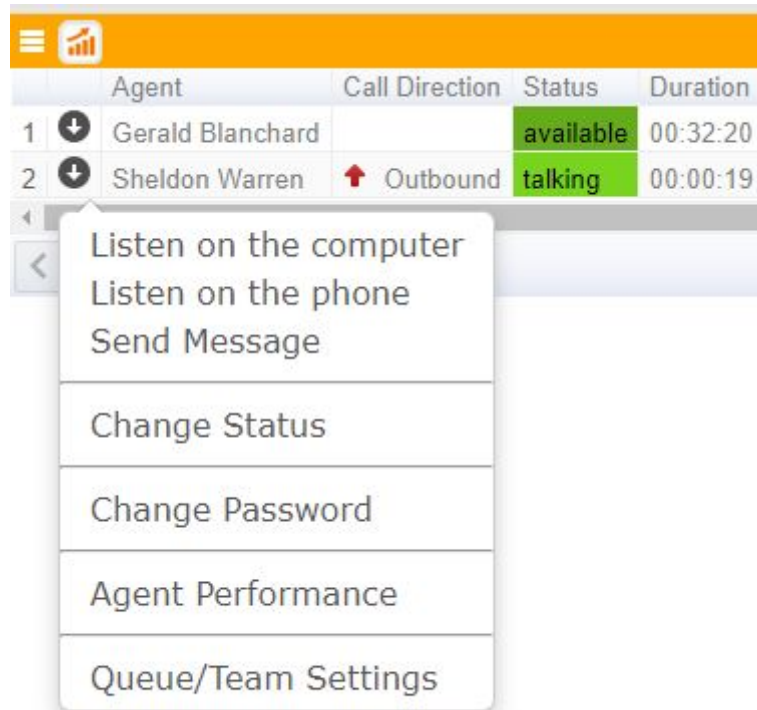 Agent Call Direction Status Duration
1 Gerald Blanchard available 00:32:20
2 Sheldon Warren Outbound talking 00:00:19
Listen on the computer
Listen on the phone
Send Message
Change Status
Change Password
Agent Performance
Queue/Team Settings